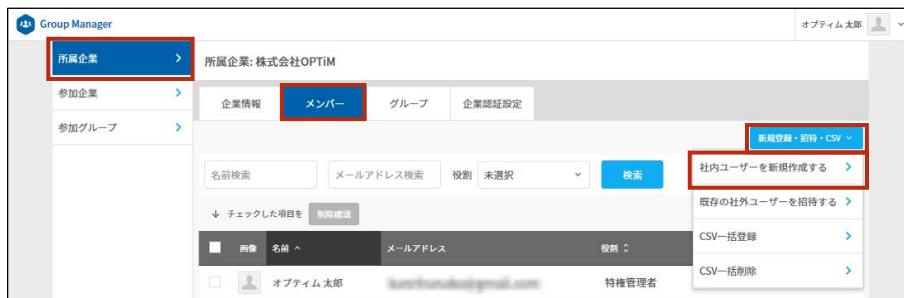 Group Manager
オプティム 太郎
所属企業
参加企業
参加グループ
所属企業: 株式会社OPTiM
企業情報 メンバー グループ 企業認証設定
新規登録・招待・CSV
社内ユーザーを新規作成する
既存の社外ユーザーを招待する
CSV一括登録
CSV一括削除
名前検索 メールアドレス検索 役割 未選択 検索
チェックした項目を 削除確認
画像 名前 メールアドレス 役割
オプティム 太郎 特権管理者